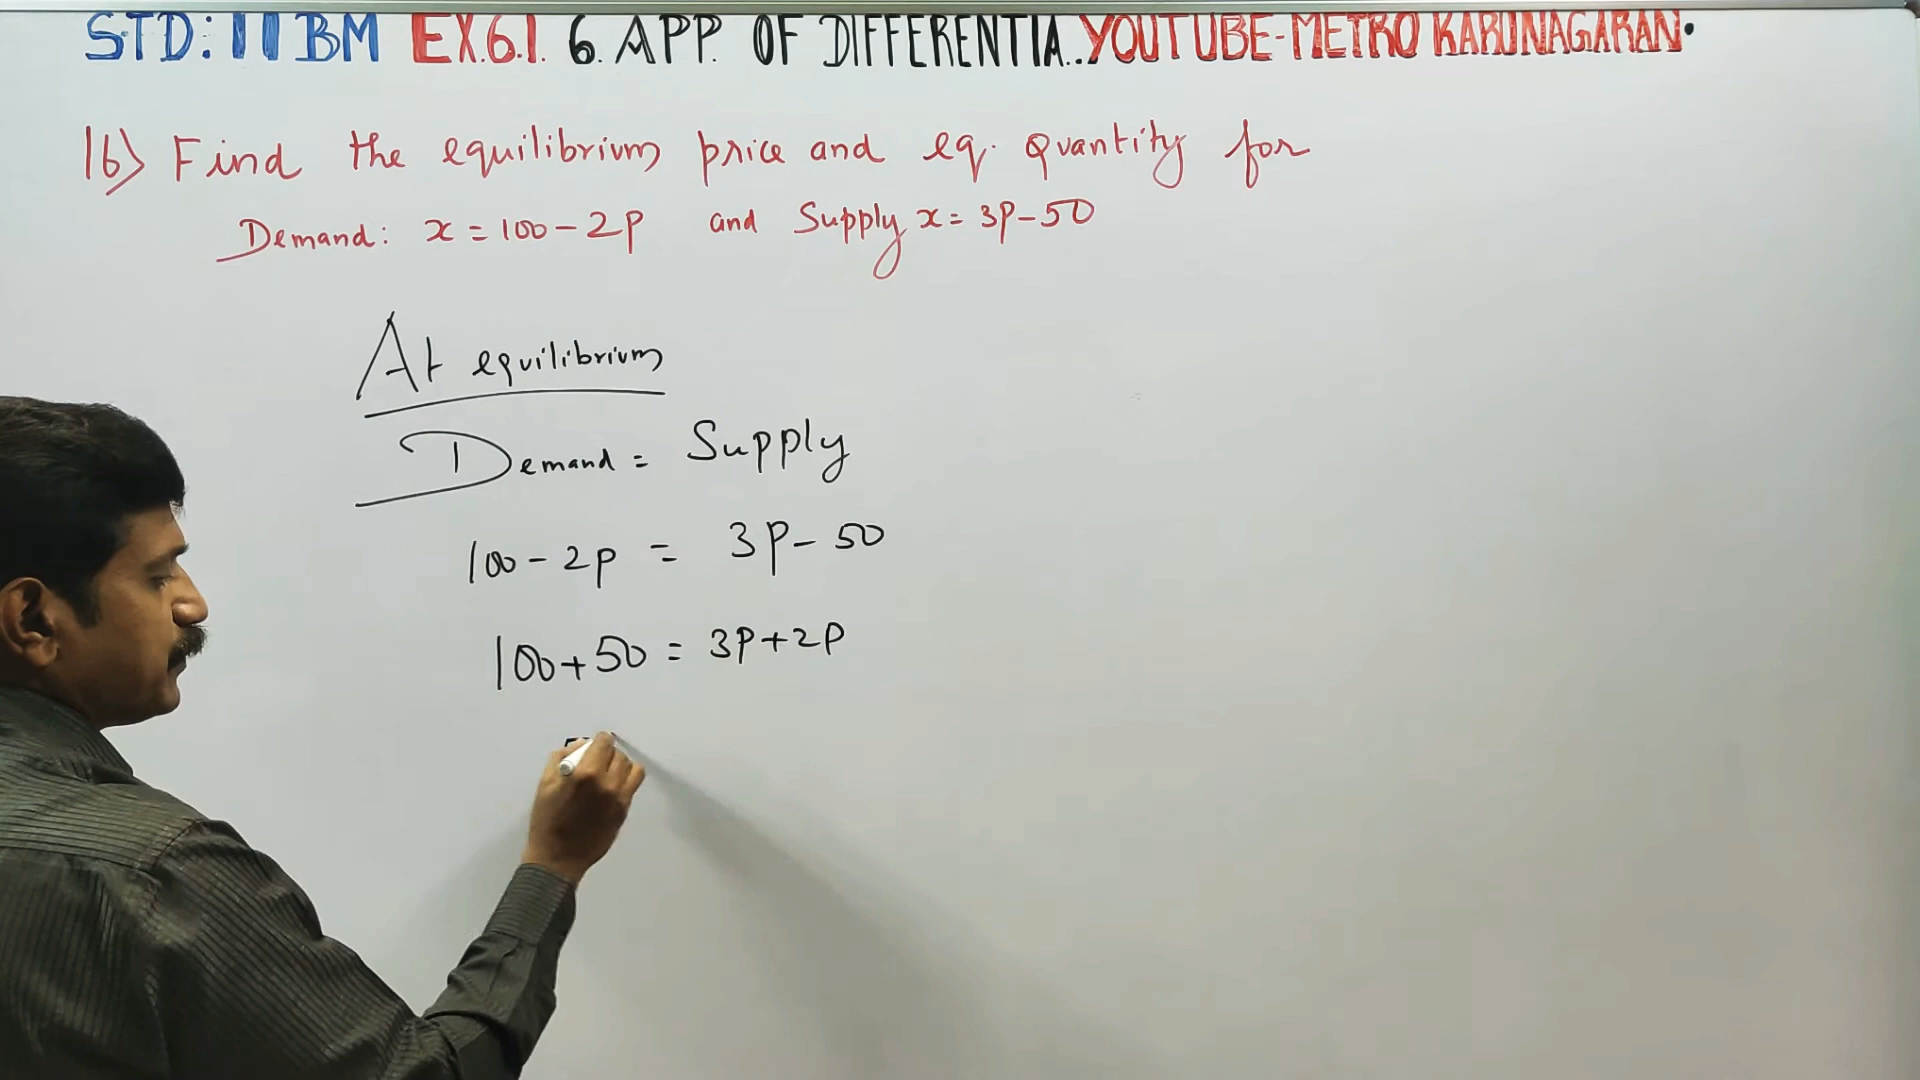 STD: 11 BM EX.6.1. 6. APP. OF DIFFERENTIA..YOUTUBE-METRO KARUNAGARAN.
16) Find the equilibrium price and eq. Quantity for
Demand: x = 100 - 2P and Supply x = 3P - 50
At equilibrium
Demand = Supply
100 - 2P = 3P - 50
100 + 50 = 3P + 2P